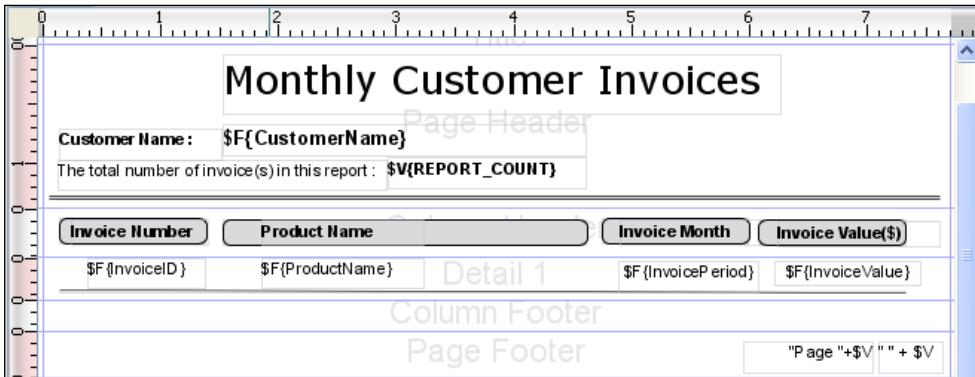 0 1 2 3 4 5 6 7
Title
Monthly Customer Invoices
Page Header
Customer Name : $F{CustomerName}
The total number of invoice(s) in this report : $V{REPORT_COUNT}
Column Header
Invoice Number Product Name Invoice Month Invoice Value($)
$F{InvoiceID} $F{ProductName} Detail 1 $F{InvoicePeriod} $F{InvoiceValue}
Column Footer
Page Footer
"Page "+$V " " + $V